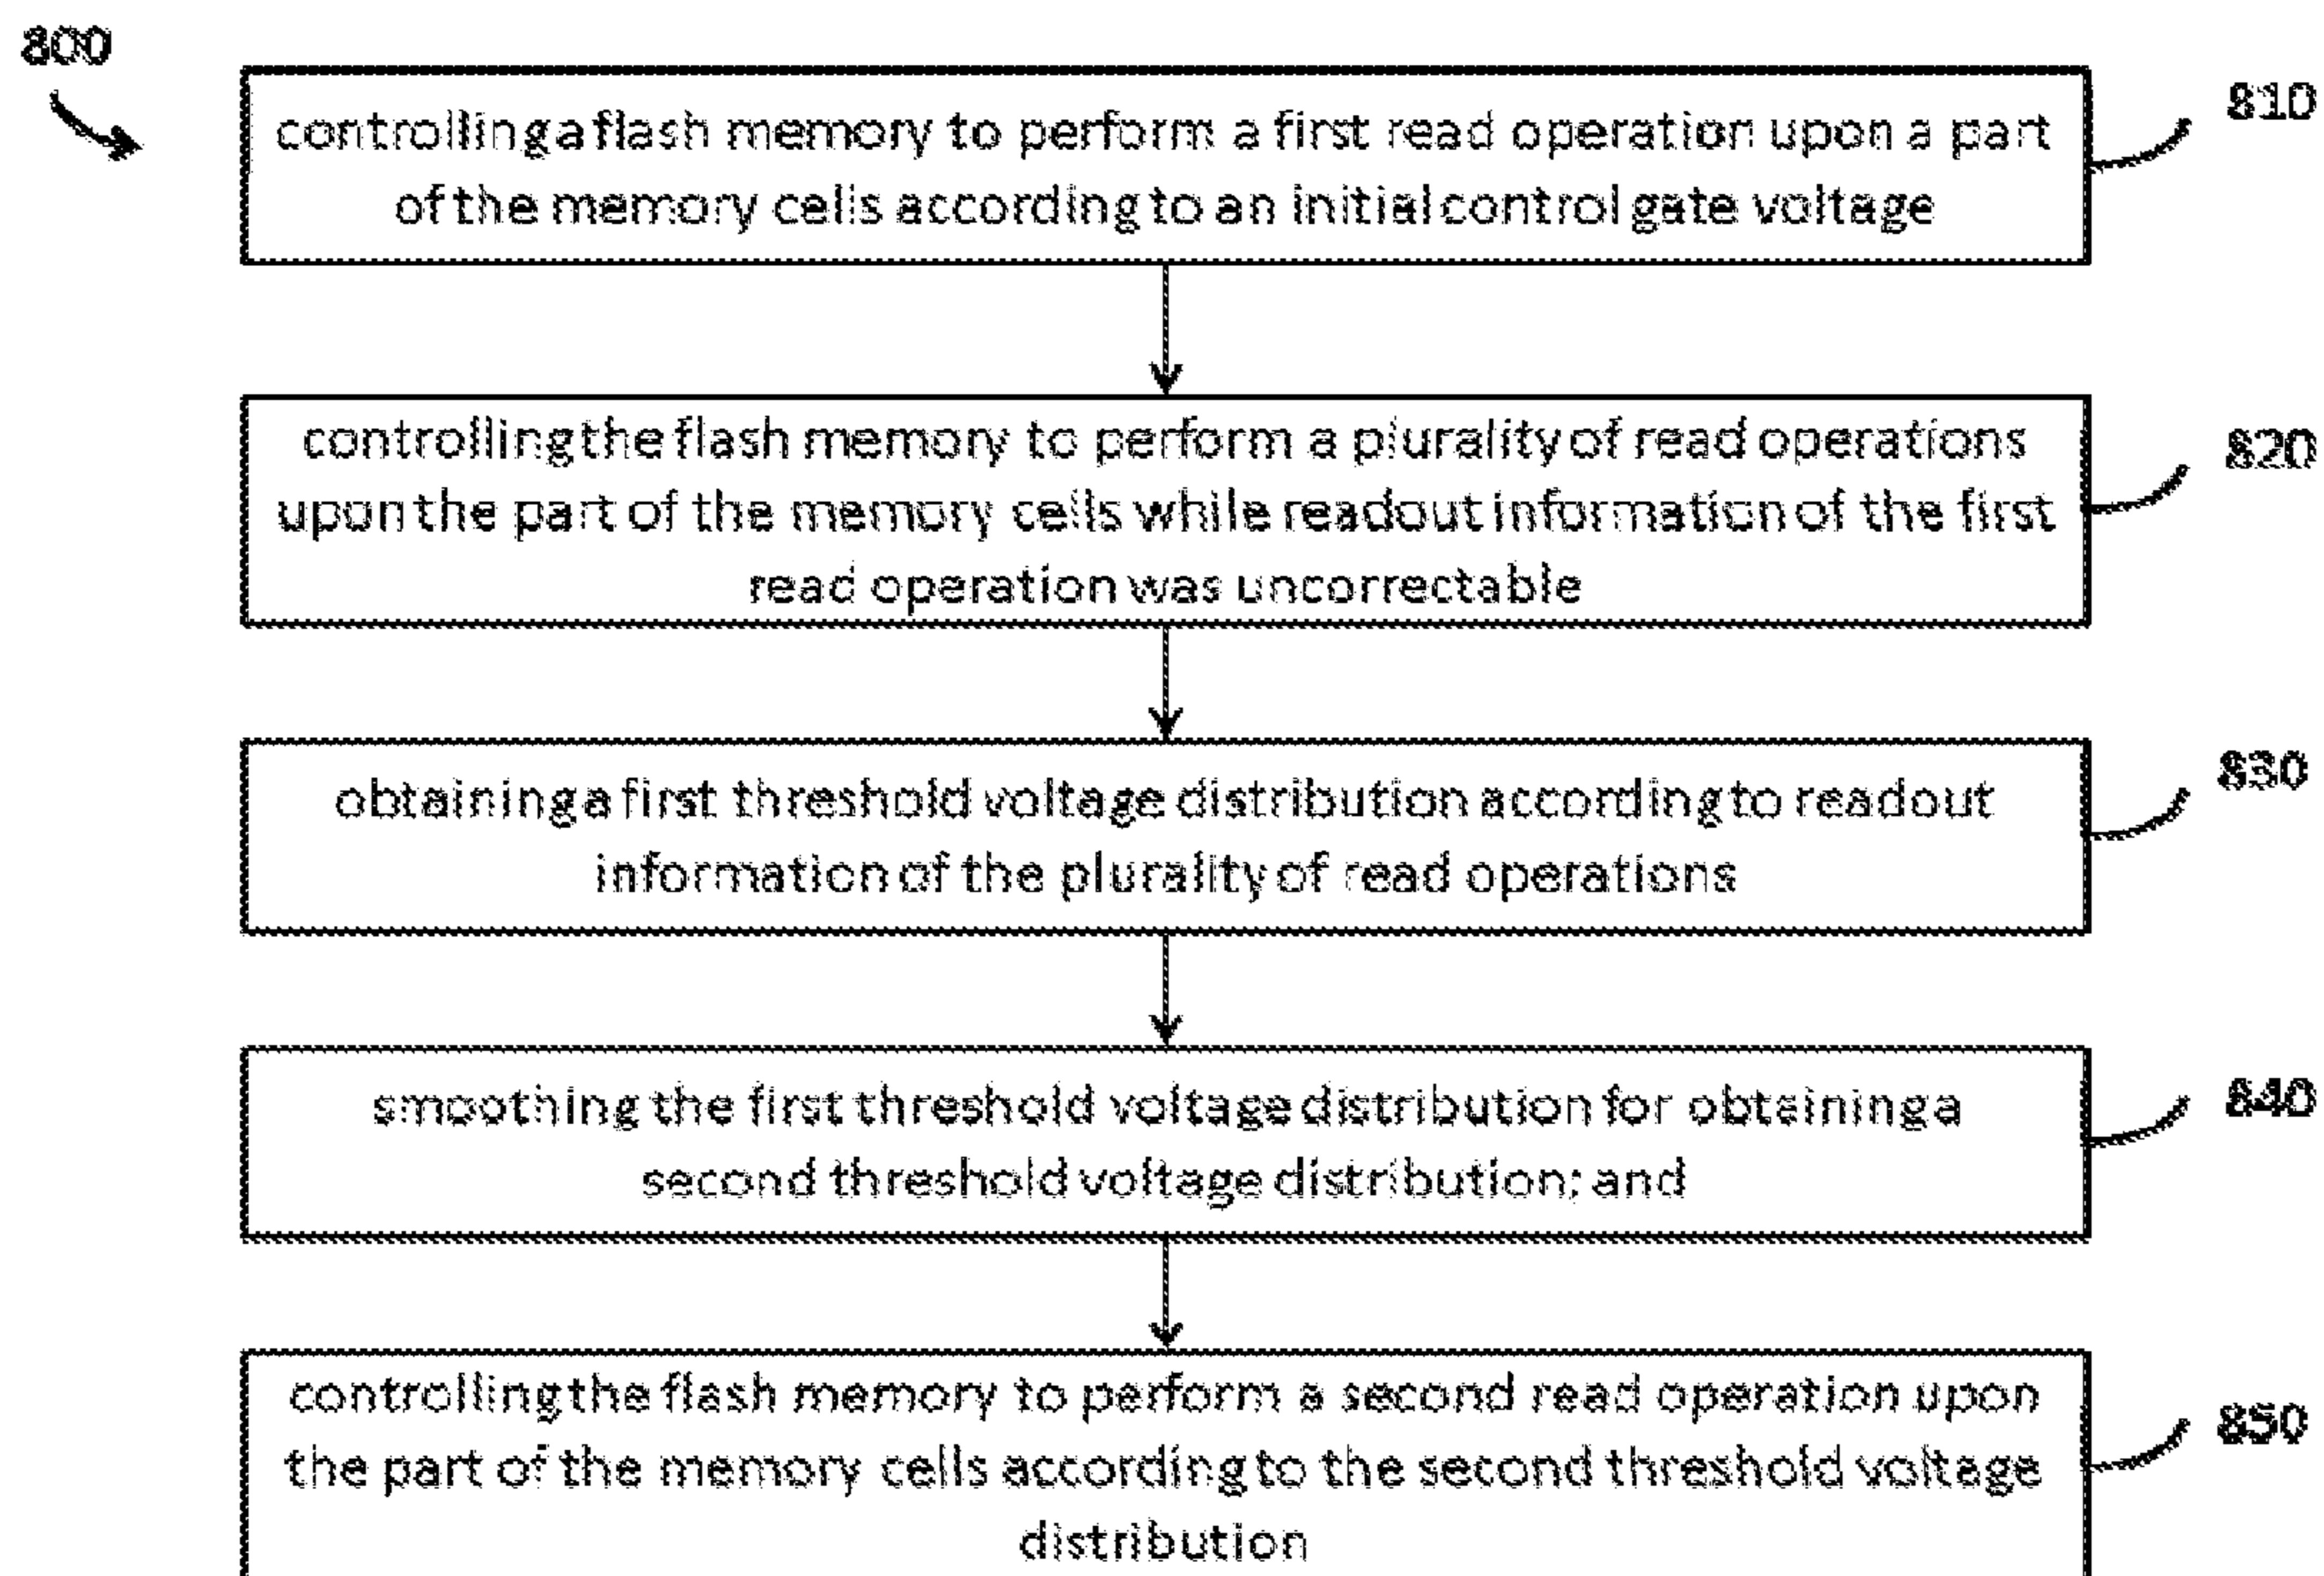 800
controlling a flash memory to perform a first read operation upon a part
810
of the memory cells according to an initial control gate voltage
controlling the flash memory to perform a plurality of read operations
820
upon the part of the memory cells while readout information of the first
read operation was uncorrectable
obtaining a first threshold voltage distribution according to readout
830
information of the plurality of read operations
smoothing the first threshold voltage distribution for obtaining a
840
second threshold voltage distribution; and
controlling the flash memory to perform a second read operation upon
850
the part of the memory cells according to the second threshold voltage
distribution